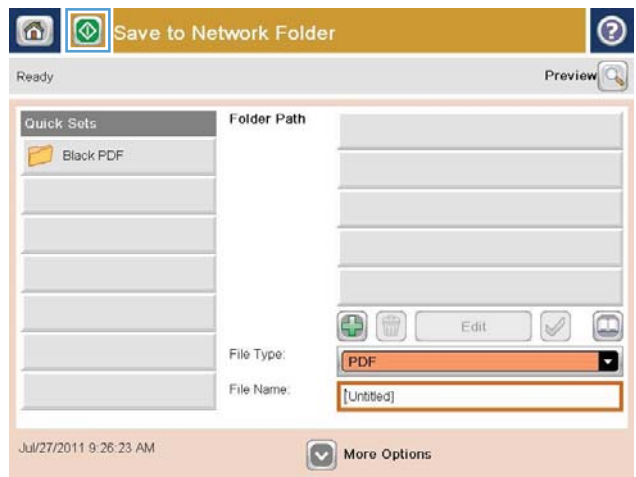 Save to Network Folder
?
Ready
Preview
Quick Sets
Folder Path
Black PDF
Edit
File Type:
PDF
File Name:
[Untitled]
Jul/27/2011 9:26:23 AM
More Options